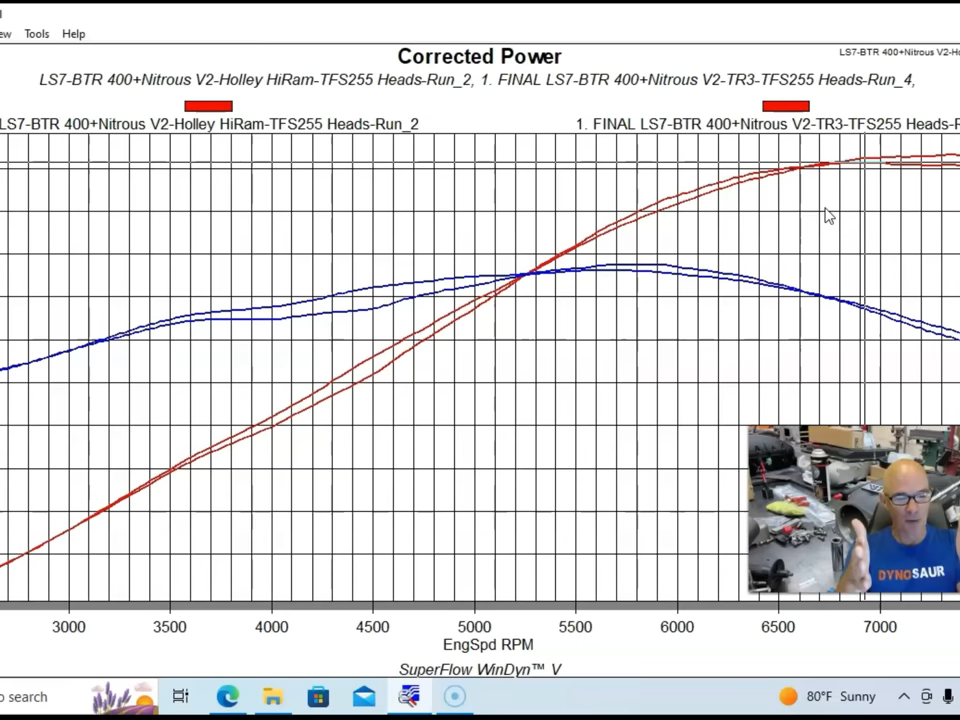 ew Tools Help
Corrected Power
LS7-BTR 400+Nitrous V2-Ho
LS7-BTR 400+Nitrous V2-Holley HiRam-TFS255 Heads-Run_2, 1. FINAL LS7-BTR 400+Nitrous V2-TR3-TFS255 Heads-Run_4,
LS7-BTR 400+Nitrous V2-Holley HiRam-TFS255 Heads-Run_2
1. FINAL LS7-BTR 400+Nitrous V2-TR3-TFS255 Heads-R
DYNOSAUR
3000 3500 4000 4500 5000 5500 6000 6500 7000
EngSpd RPM
SuperFlow WinDyn™ V
o search
80°F Sunny